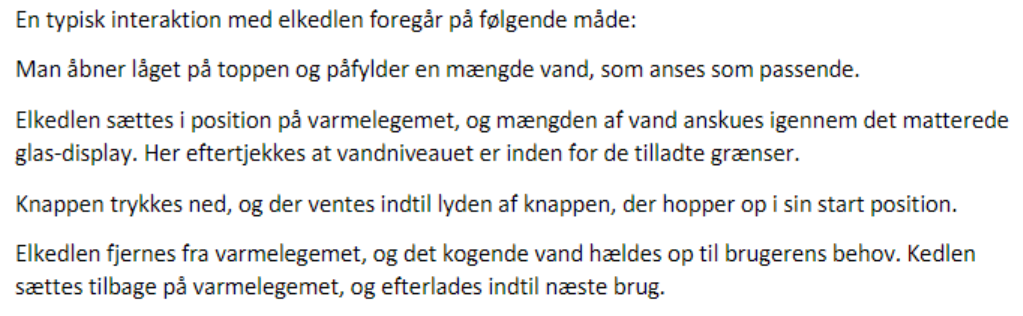 En typisk interaktion med elkedlen foregår på følgende måde:
Man åbner låget på toppen og påfylder en mængde vand, som anses som passende.
Elkedlen sættes i position på varmelegemet, og mængden af vand anskues igennem det matterede
glas-display. Her eftertjekkes at vandniveauet er inden for de tilladte grænser.
Knappen trykkes ned, og der ventes indtil lyden af knappen, der hopper op i sin start position.
Elkedlen fjernes fra varmelegemet, og det kogende vand hældes op til brugerens behov. Kedlen
sættes tilbage på varmelegemet, og efterlades indtil næste brug.